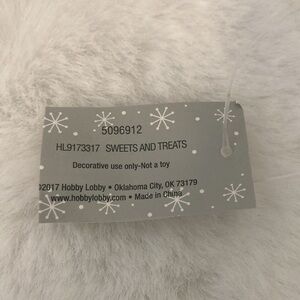 5096912
HL9173317 SWEETS AND TREATS
Decorative use only-Not a toy
©2017 Hobby Lobby • Oklahoma City, OK 73179
www.hobbylobby.com • Made in China